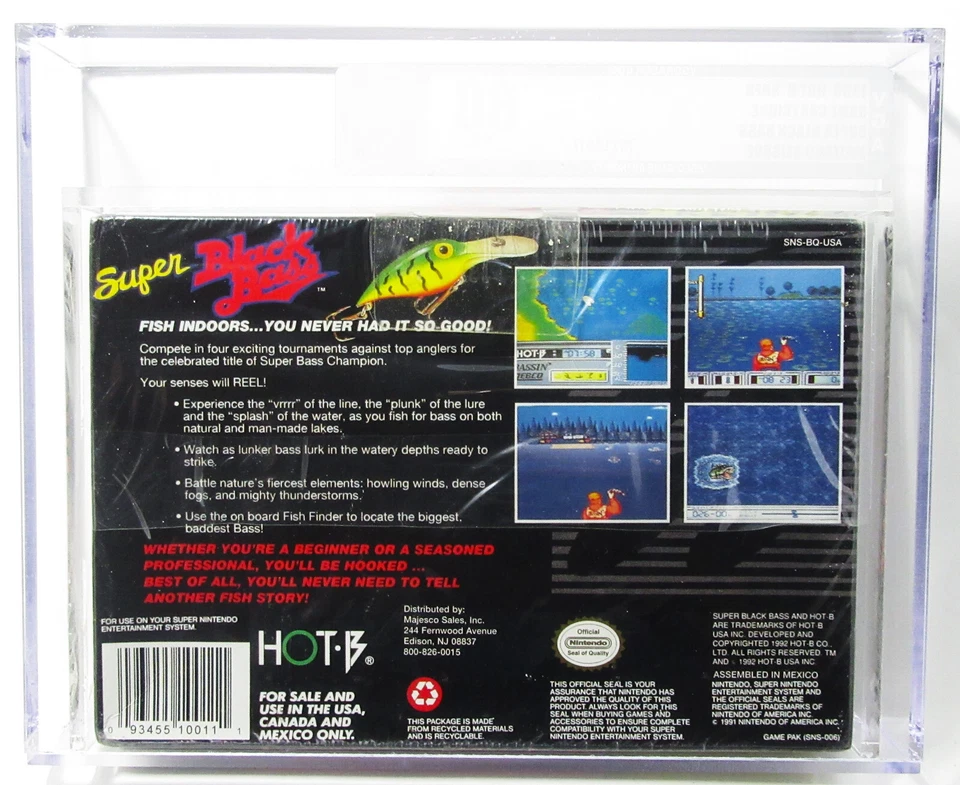 SNS-BQ-USA
Super Black Bass ™
FISH INDOORS...YOU NEVER HAD IT SO GOOD!
Compete in four exciting tournaments against top anglers for
the celebrated title of Super Bass Champion.
Your senses will REEL!
• Experience the “vrrrr” of the line, the “plunk” of the lure
and the “splash” of the water, as you fish for bass on both
natural and man-made lakes.
• Watch as lunker bass lurk in the watery depths ready to
strike.
• Battle nature's fiercest elements: howling winds, dense
fogs, and mighty thunderstorms.
• Use the on board Fish Finder to locate the biggest,
baddest Bass!
WHETHER YOU'RE A BEGINNER OR A SEASONED
PROFESSIONAL, YOU'LL BE HOOKED ...
BEST OF ALL, YOU'LL NEVER NEED TO TELL
ANOTHER FISH STORY!
HOT-B :
07:58
FOR USE ON YOUR SUPER NINTENDO
ENTERTAINMENT SYSTEM.
0 93455 10011 1
HOT·B®
FOR SALE AND
USE IN THE USA,
CANADA AND
MEXICO ONLY.
Distributed by:
Majesco Sales, Inc.
244 Fernwood Avenue
Edison, NJ 08837
800-826-0015
THIS PACKAGE IS MADE
FROM RECYCLED MATERIALS
AND IS RECYCLABLE.
Official
Nintendo
Seal of Quality
THIS OFFICIAL SEAL IS YOUR
ASSURANCE THAT NINTENDO HAS
APPROVED THE QUALITY OF THIS
PRODUCT. ALWAYS LOOK FOR THIS
SEAL WHEN BUYING GAMES AND
ACCESSORIES TO ENSURE COMPLETE
COMPATIBILITY WITH YOUR SUPER
NINTENDO ENTERTAINMENT SYSTEM.
SUPER BLACK BASS AND HOT-B
ARE TRADEMARKS OF HOT-B
USA INC. DEVELOPED AND
COPYRIGHTED 1992 HOT-B CO.,
LTD. ALL RIGHTS RESERVED. TM
AND © 1992 HOT-B USA INC.
ASSEMBLED IN MEXICO
NINTENDO, SUPER NINTENDO
ENTERTAINMENT SYSTEM AND
THE OFFICIAL SEALS ARE
REGISTERED TRADEMARKS OF
NINTENDO OF AMERICA INC.
© 1991 NINTENDO OF AMERICA INC.
GAME PAK (SNS-006)